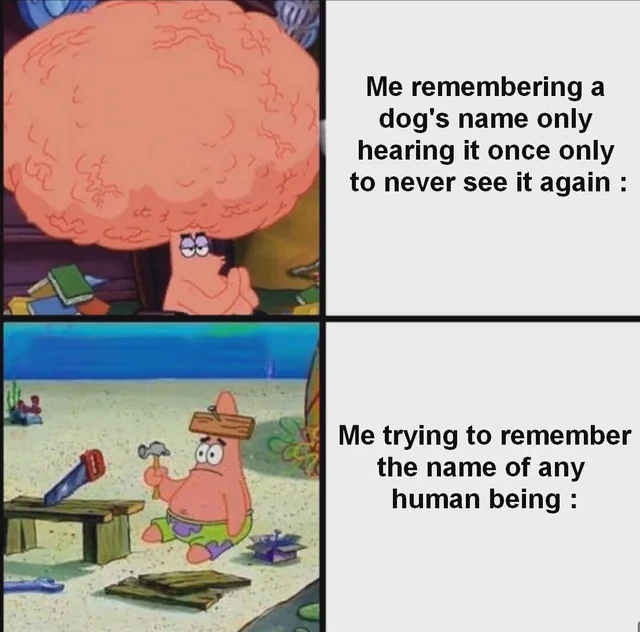 Me remembering a
dog's name only
hearing it once only
to never see it again :
Me trying to remember
the name of any
human being :